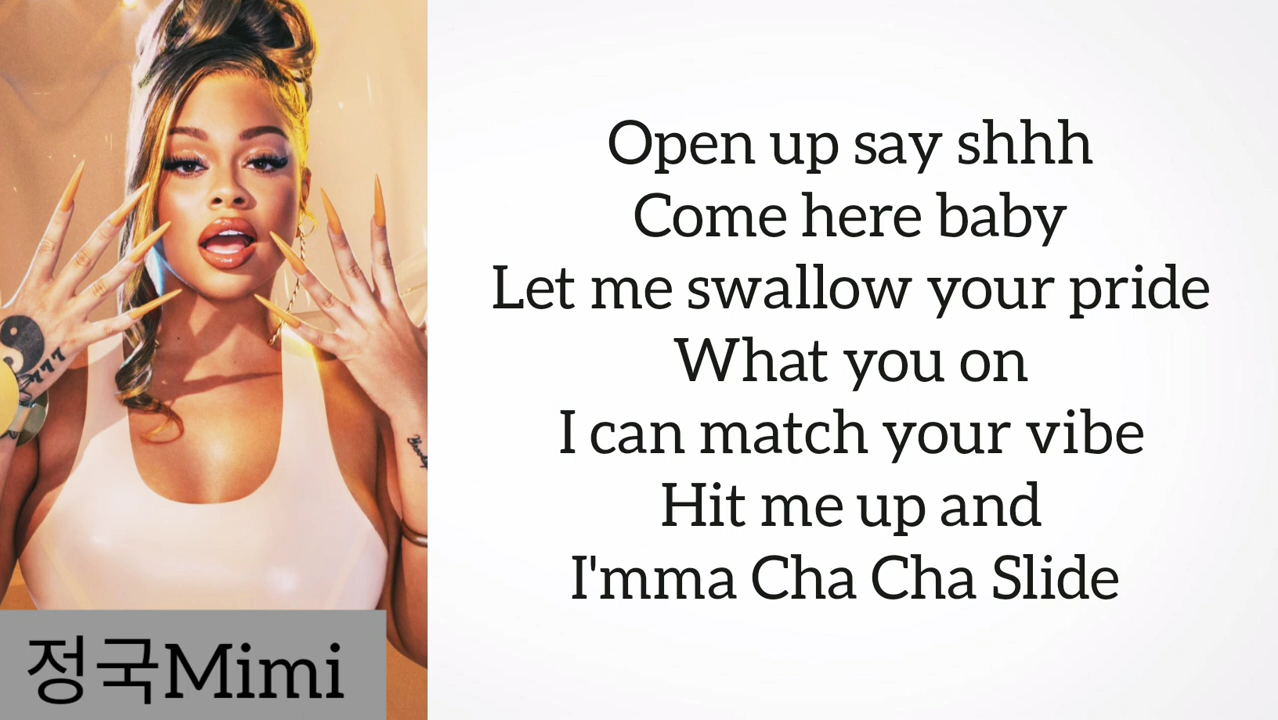 Open up say shhh
Come here baby
Let me swallow your pride
What you on
I can match your vibe
Hit me up and
I'mma Cha Cha Slide
777
정국Mimi